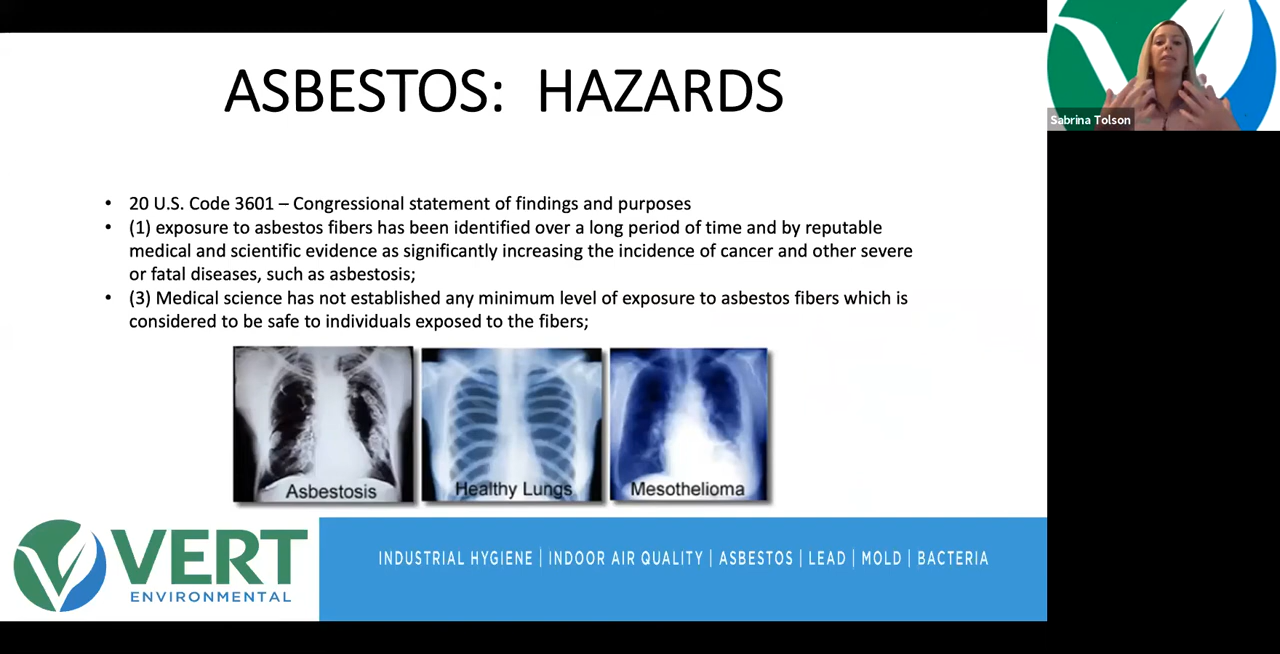 ASBESTOS: HAZARDS
Sabrina Tolson
• 20 U.S. Code 3601 – Congressional statement of findings and purposes
• (1) exposure to asbestos fibers has been identified over a long period of time and by reputable
medical and scientific evidence as significantly increasing the incidence of cancer and other severe
or fatal diseases, such as asbestosis;
• (3) Medical science has not established any minimum level of exposure to asbestos fibers which is
considered to be safe to individuals exposed to the fibers;
Asbestosis
Healthy Lungs
Mesothelioma
VERT
ENVIRONMENTAL
INDUSTRIAL HYGIENE | INDOOR AIR QUALITY | ASBESTOS | LEAD | MOLD | BACTERIA